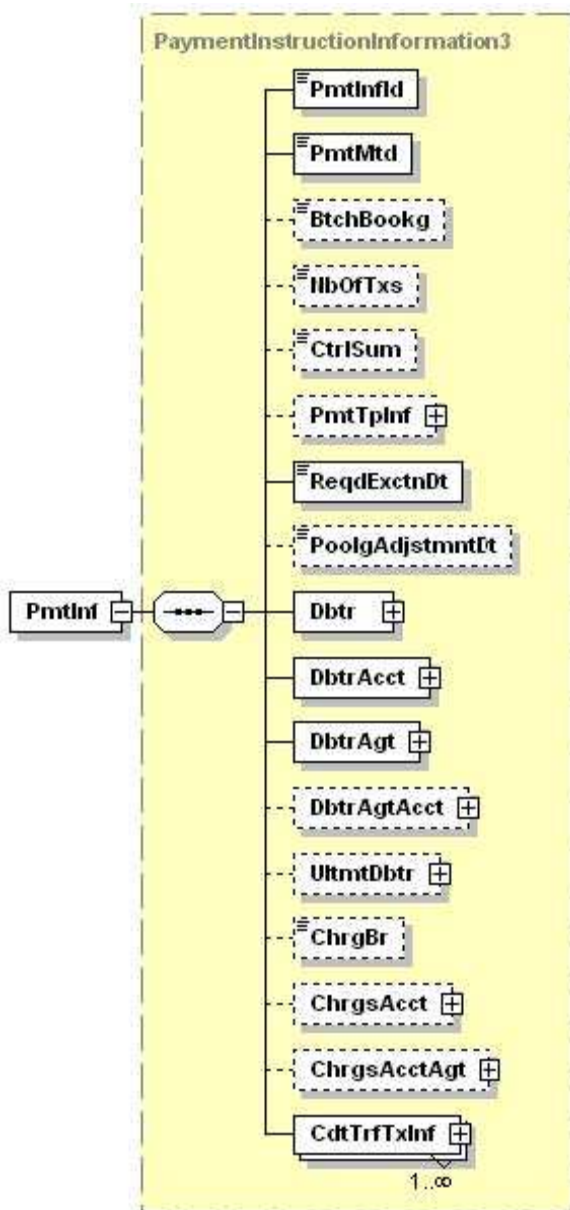 PaymentInstructionInformation3
PmtInfId
PmtMtd
BtchBookg
NbOfTxs
CtrlSum
PmtTpInf
ReqdExctnDt
PoolgAdjstmntDt
PmtInf
Dbtr
DbtrAcct
DbtrAgt
DbtrAgtAcct
UltmtDbtr
ChrgBr
ChrgsAcct
ChrgsAcctAgt
CdtTrfTxInf
1..∞